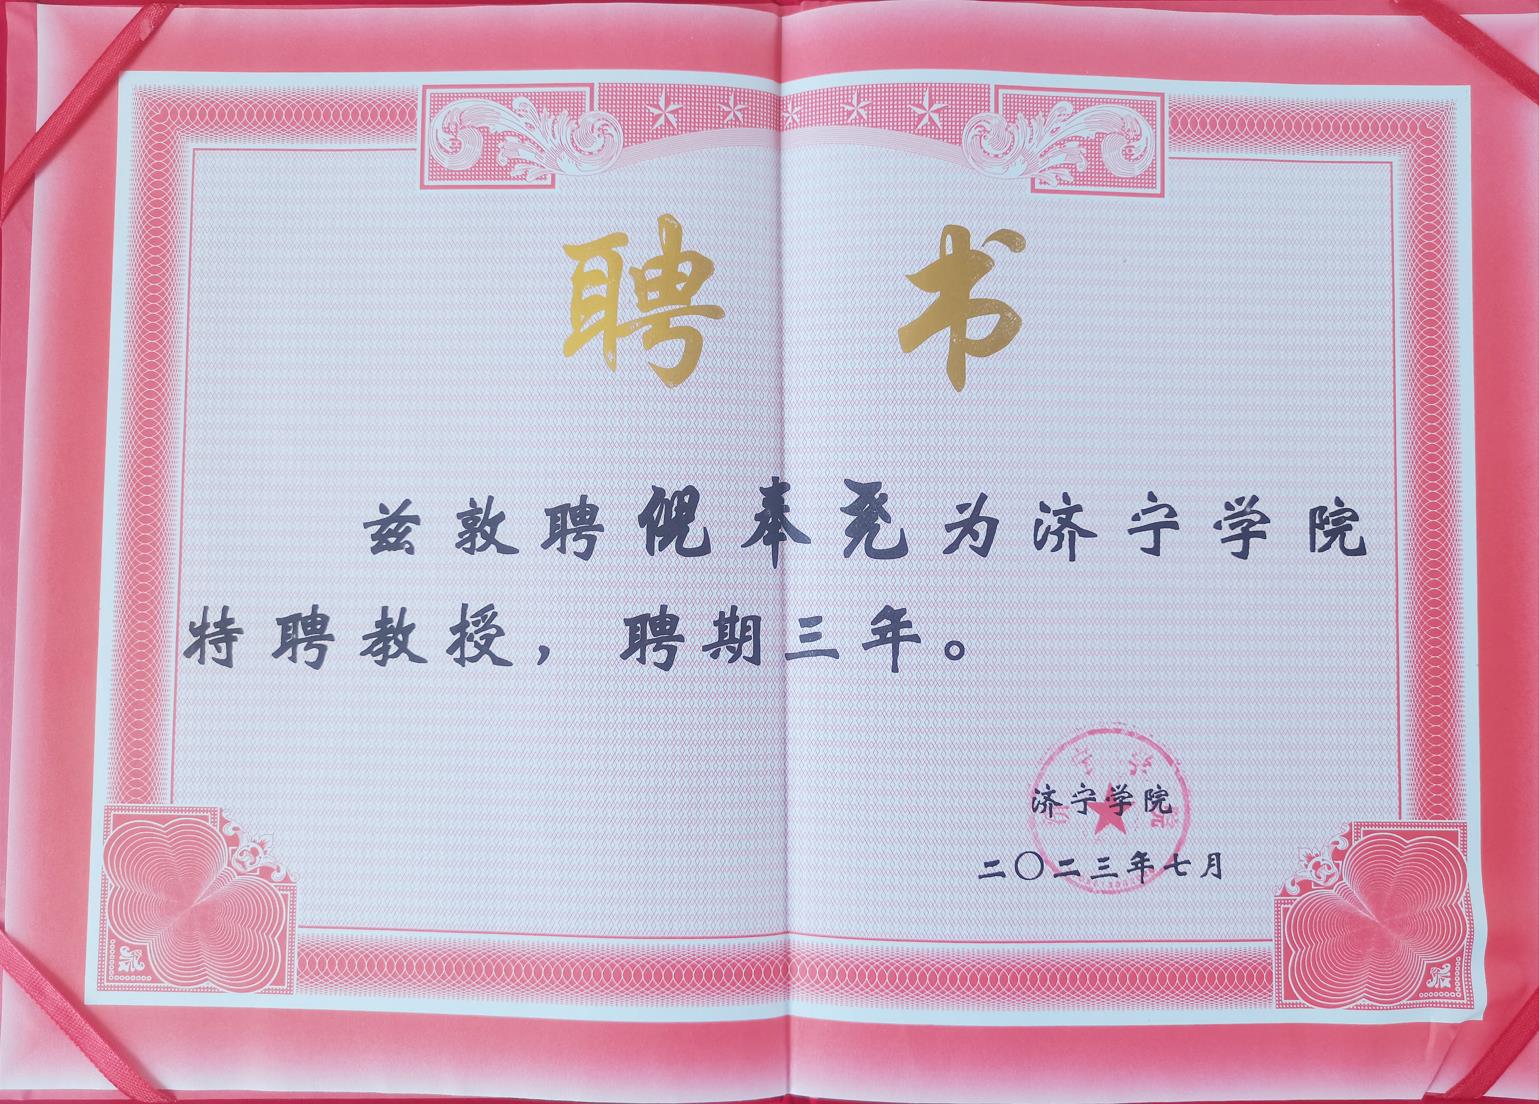 聘书
兹敦聘倪奉尧为济宁学院
特聘教授，聘期三年。
济宁学院
二〇二三年七月